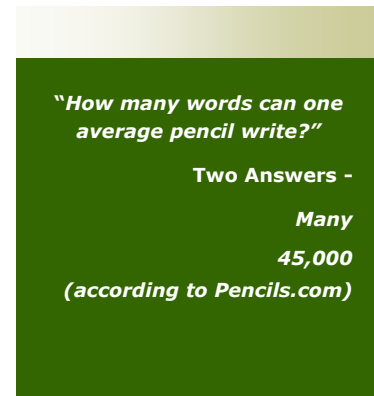 “How many words can one
average pencil write?”
Two Answers -
Many
45,000
(according to Pencils.com)